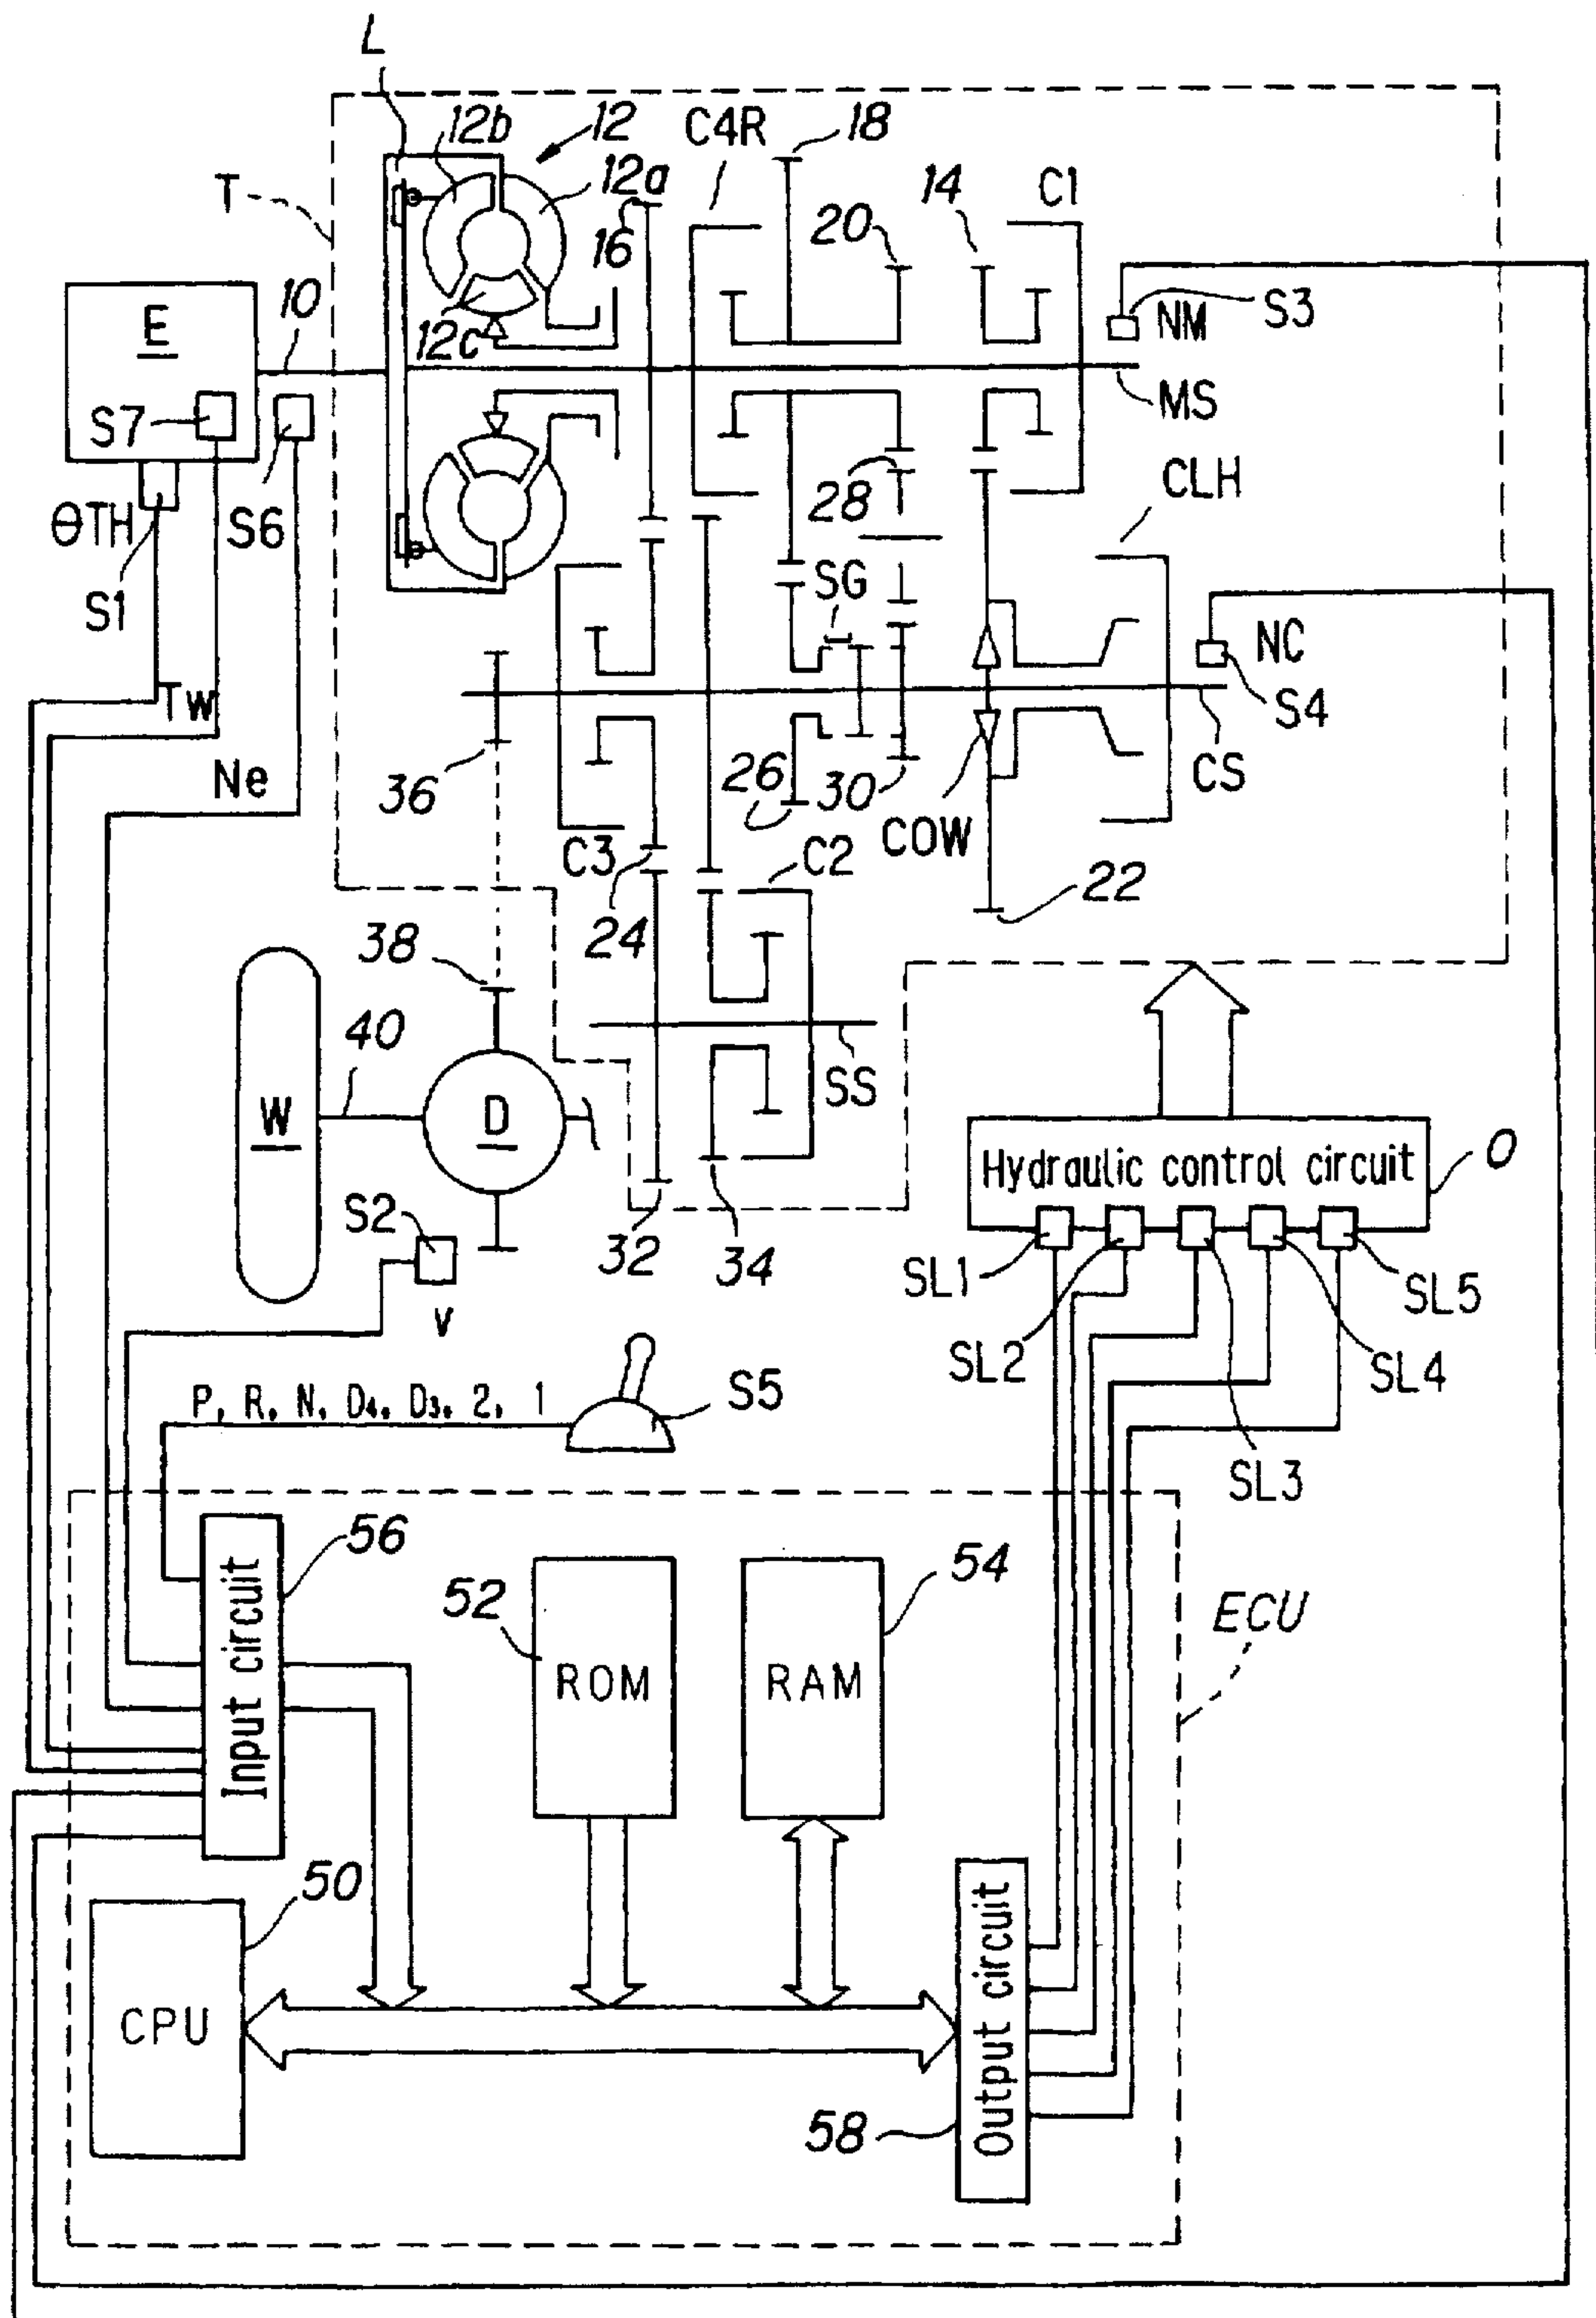 L
12b
12
C4R
18
T
12a
C1
16
20
14
E
10
12c
NM
S3
S7
MS
θTH
S6
28
CLH
S1
SG
NC
Tw
S4
Ne
36
26
30
CS
C3
COW
C2
24
22
38
40
W
D
SS
Hydraulic control circuit
O
S2
32
34
SL1
SL5
V
SL2
SL4
P, R, N, D4, D3, 2, 1
S5
SL3
56
52
54
ECU
Input circuit
ROM
RAM
50
CPU
Output circuit
58